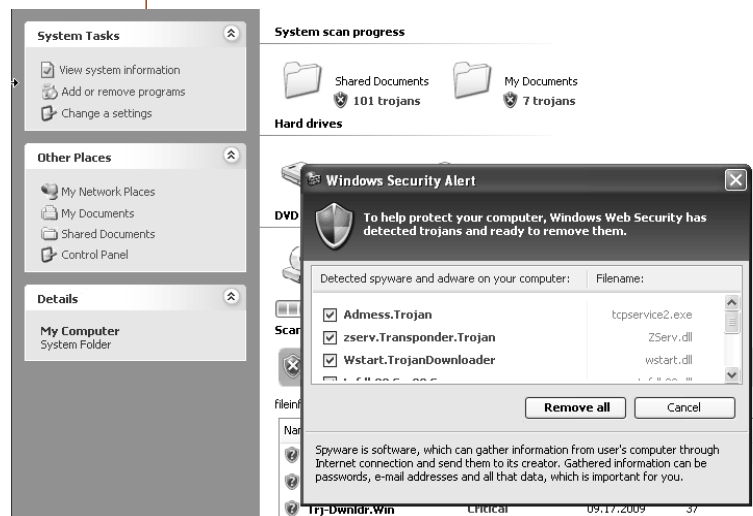 System Tasks
View system information
Add or remove programs
Change a settings
Other Places
My Network Places
My Documents
Shared Documents
Control Panel
Details
My Computer
System Folder
System scan progress
Shared Documents
101 trojans
My Documents
7 trojans
Hard drives
DVD
Scar
fileinf
Nar
Trj-Dwnldr.Win Critical 09.17.2009 37
Windows Security Alert
To help protect your computer, Windows Web Security has
detected trojans and ready to remove them.
Detected spyware and adware on your computer: Filename:
Admess.Trojan tcpservice2.exe
zserv.Transponder.Trojan ZServ.dll
Wstart.TrojanDownloader wstart.dll
Remove all Cancel
Spyware is software, which can gather information from user's computer through
Internet connection and send them to its creator. Gathered information can be
passwords, e-mail addresses and all that data, which is important for you.